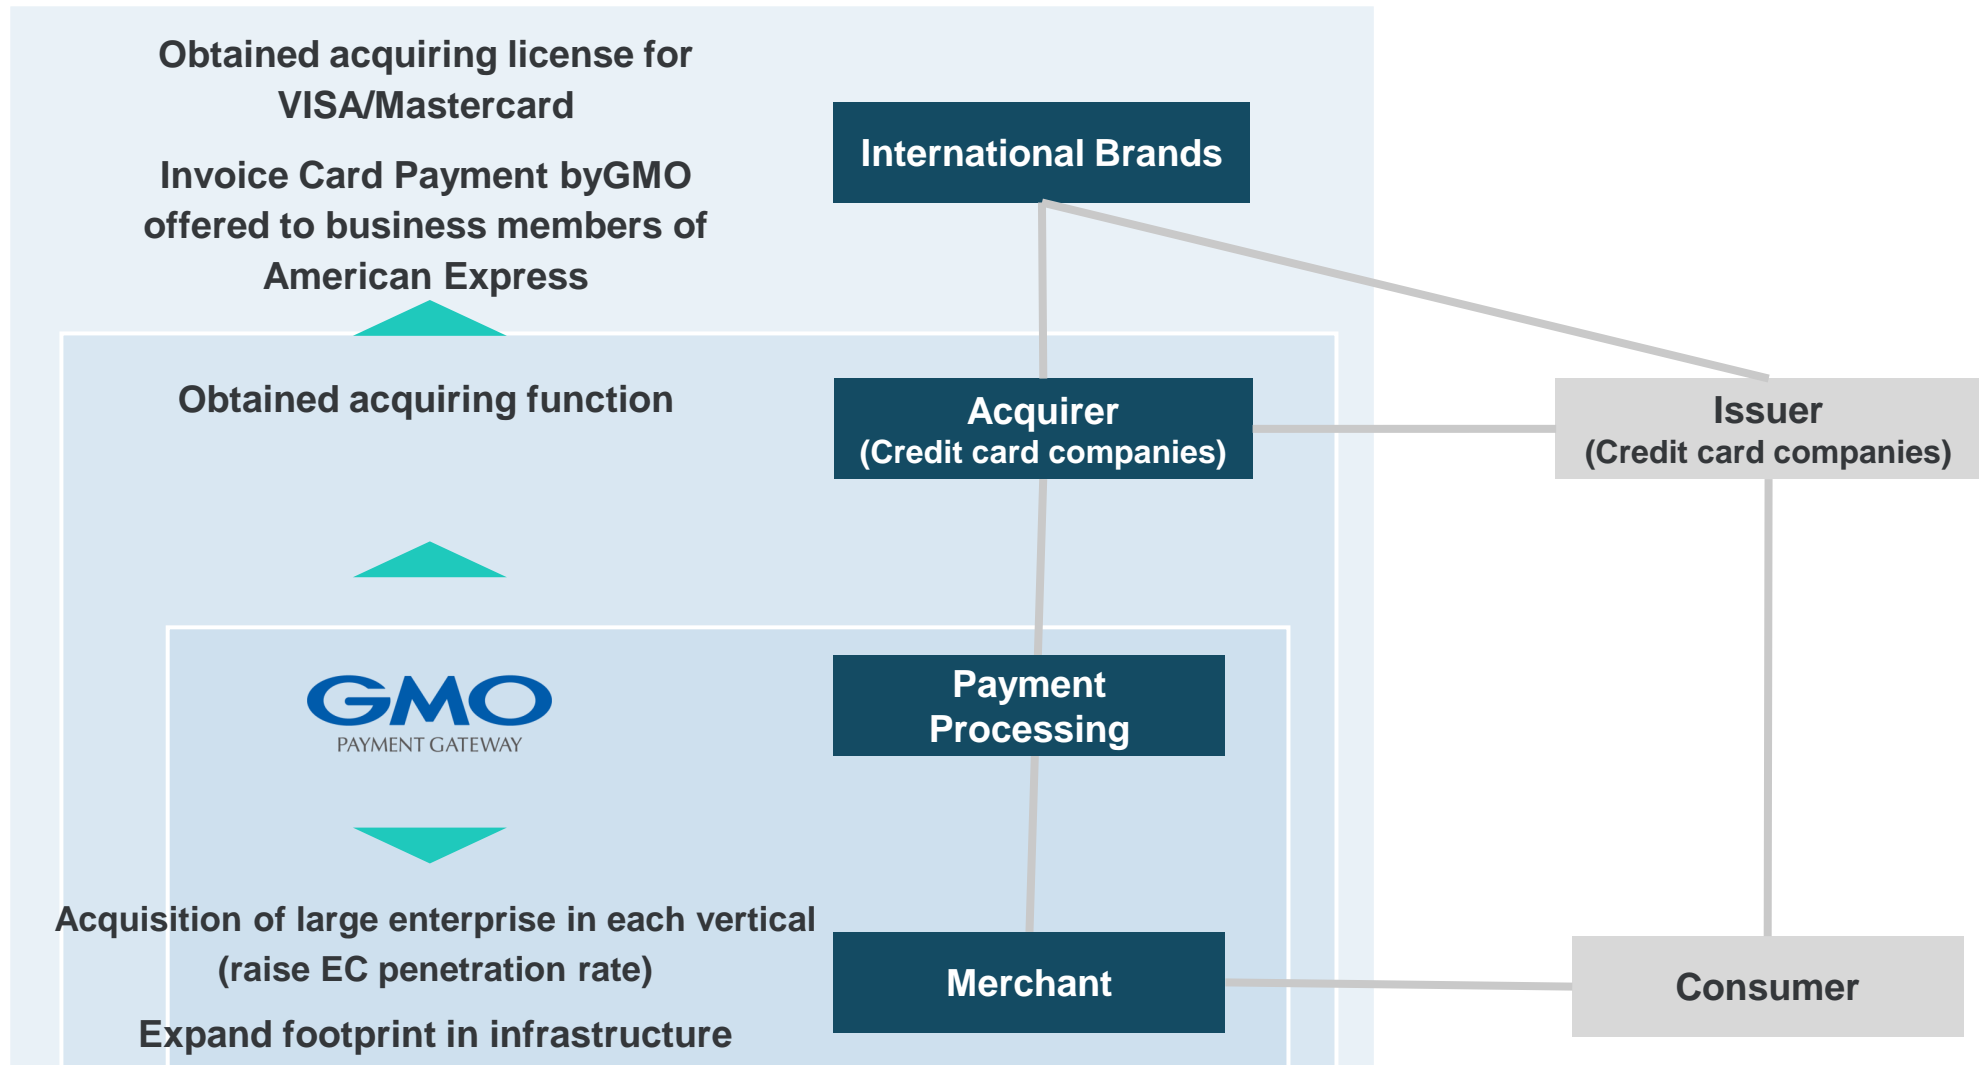 Obtained acquiring license for
VISA/Mastercard
Invoice Card Payment byGMO
offered to business members of
American Express
International Brands
Obtained acquiring function
Acquirer
(Credit card companies)
Issuer
(Credit card companies)
GMO
PAYMENT GATEWAY
Payment
Processing
Acquisition of large enterprise in each vertical
(raise EC penetration rate)
Expand footprint in infrastructure
Merchant
Consumer